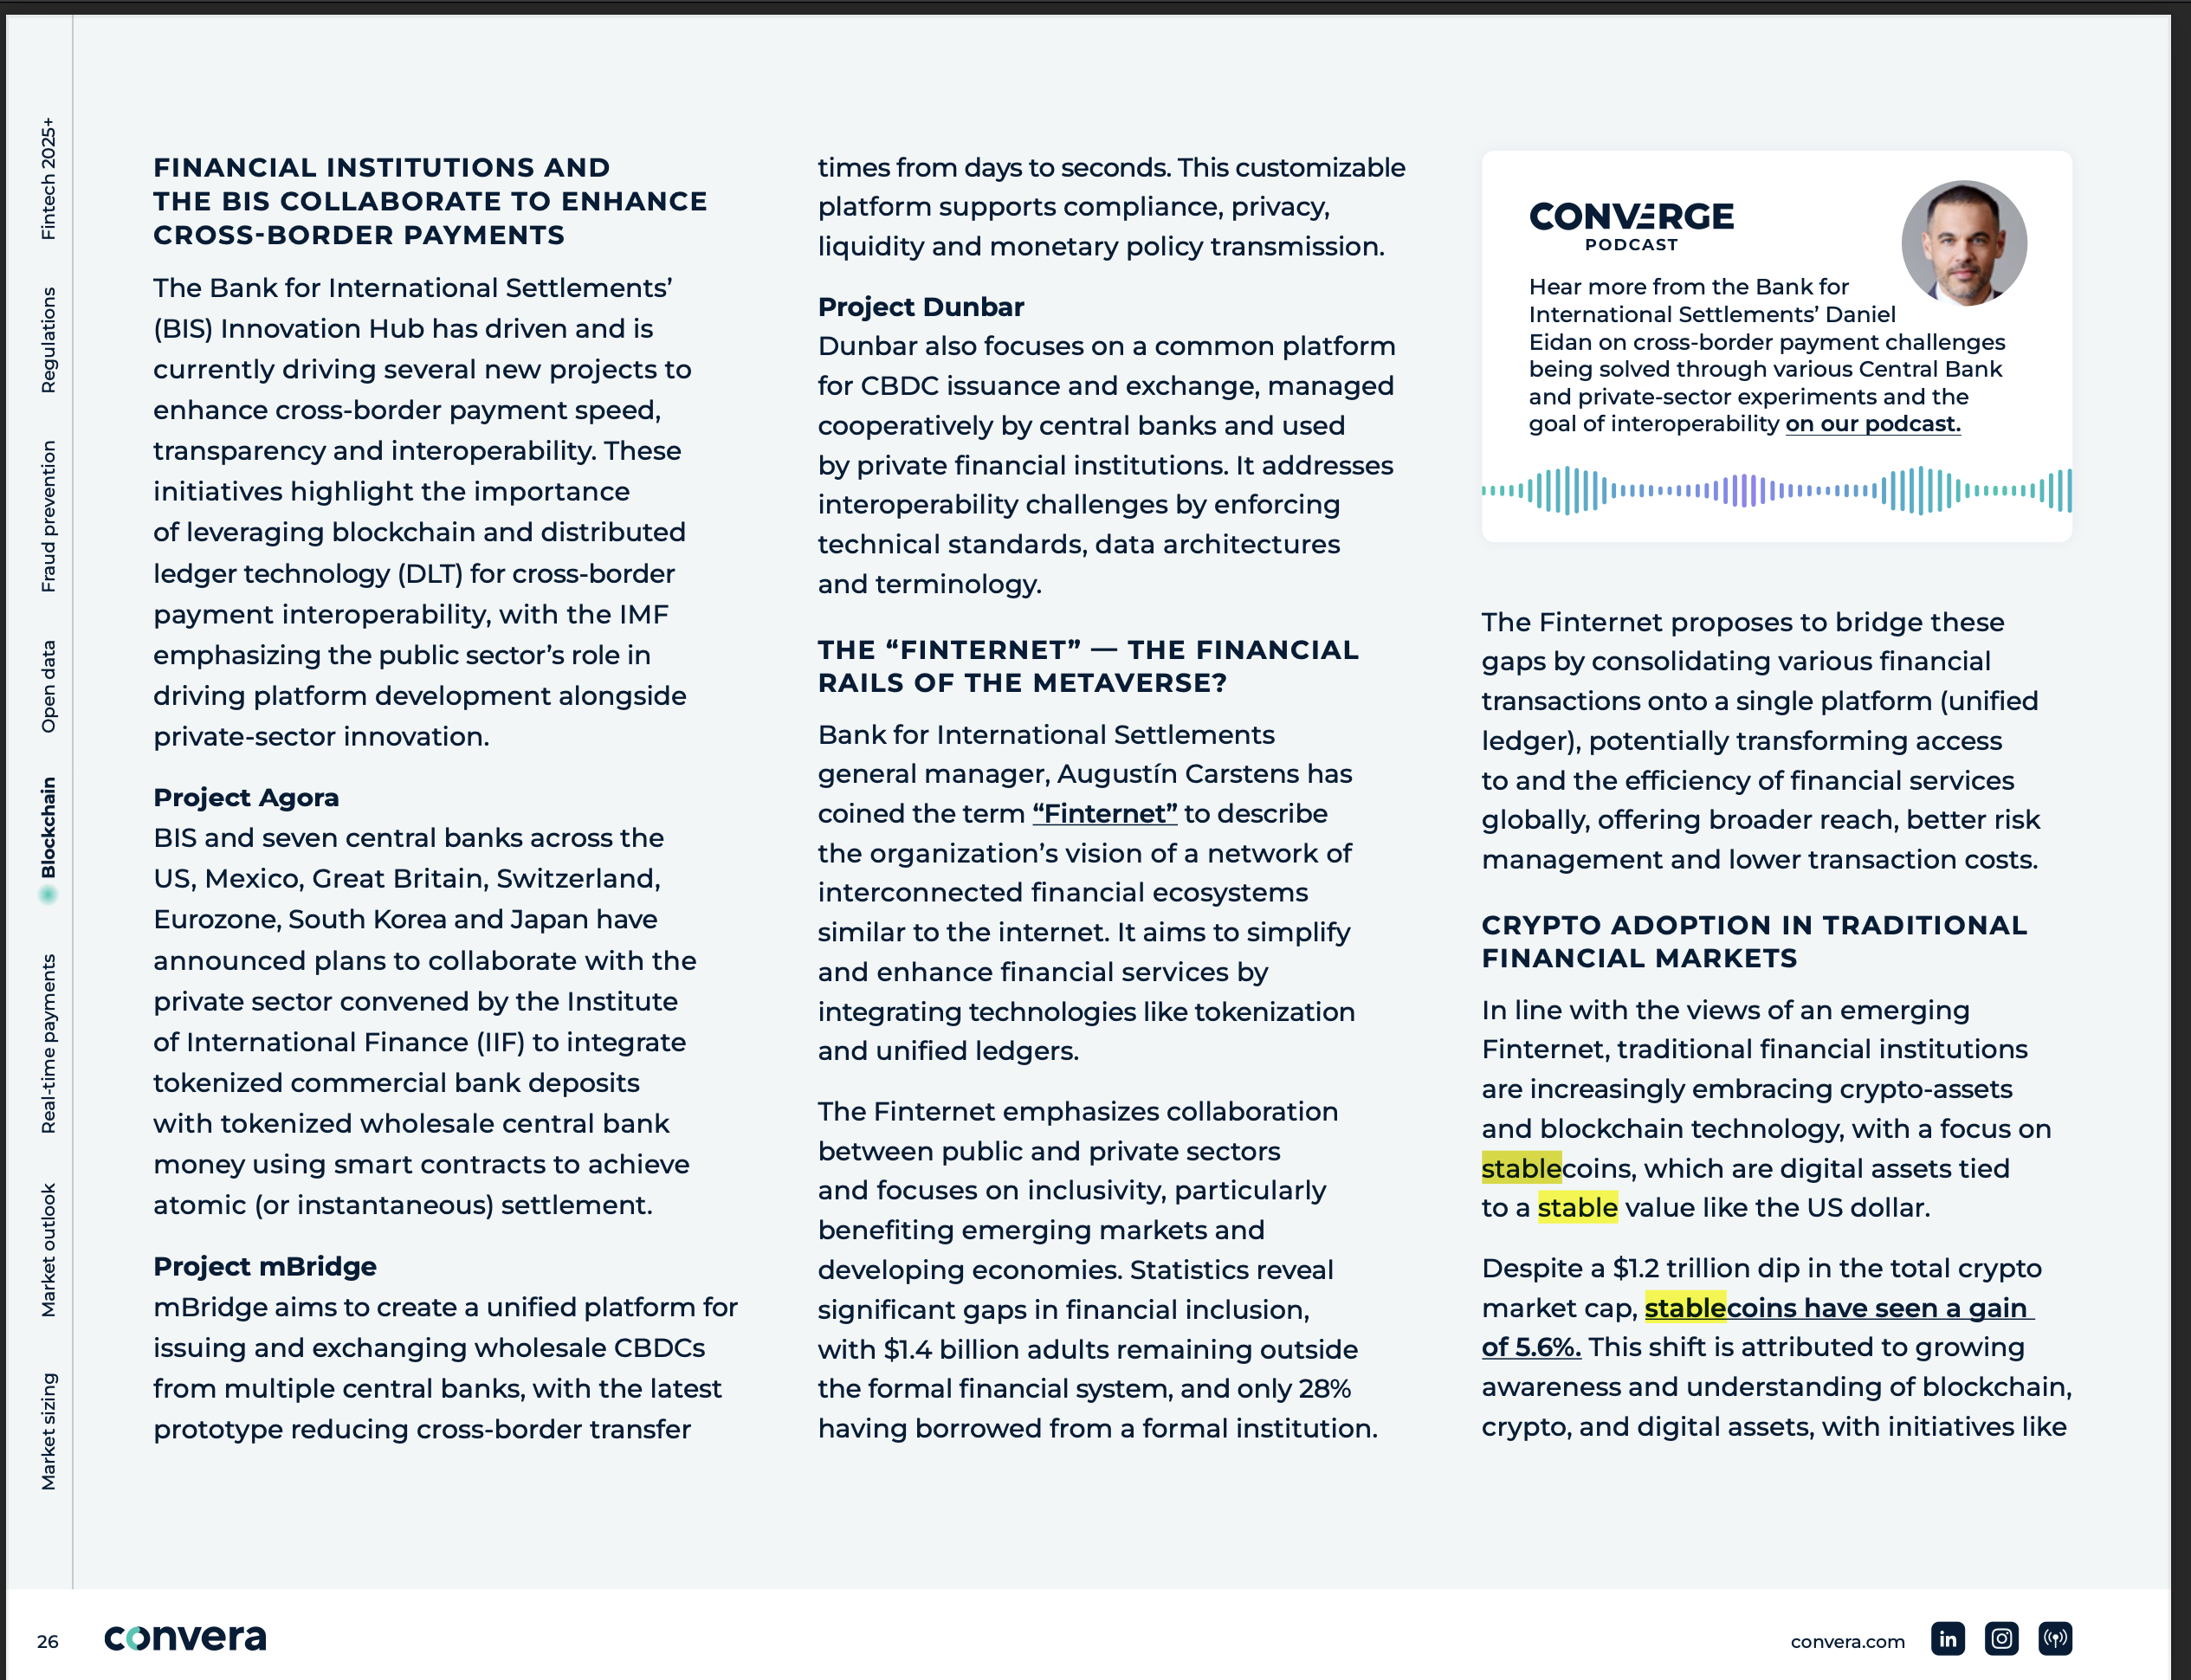 Fintech 2025+
Regulations
Fraud prevention
Open data
Blockchain
Real-time payments
Market outlook
Market sizing
FINANCIAL INSTITUTIONS AND
THE BIS COLLABORATE TO ENHANCE
CROSS-BORDER PAYMENTS
The Bank for International Settlements’
(BIS) Innovation Hub has driven and is
currently driving several new projects to
enhance cross-border payment speed,
transparency and interoperability. These
initiatives highlight the importance
of leveraging blockchain and distributed
ledger technology (DLT) for cross-border
payment interoperability, with the IMF
emphasizing the public sector’s role in
driving platform development alongside
private-sector innovation.
Project Agora
BIS and seven central banks across the
US, Mexico, Great Britain, Switzerland,
Eurozone, South Korea and Japan have
announced plans to collaborate with the
private sector convened by the Institute
of International Finance (IIF) to integrate
tokenized commercial bank deposits
with tokenized wholesale central bank
money using smart contracts to achieve
atomic (or instantaneous) settlement.
Project mBridge
mBridge aims to create a unified platform for
issuing and exchanging wholesale CBDCs
from multiple central banks, with the latest
prototype reducing cross-border transfer
times from days to seconds. This customizable
platform supports compliance, privacy,
liquidity and monetary policy transmission.
Project Dunbar
Dunbar also focuses on a common platform
for CBDC issuance and exchange, managed
cooperatively by central banks and used
by private financial institutions. It addresses
interoperability challenges by enforcing
technical standards, data architectures
and terminology.
THE “FINTERNET” — THE FINANCIAL
RAILS OF THE METAVERSE?
Bank for International Settlements
general manager, Augustín Carstens has
coined the term “Finternet” to describe
the organization’s vision of a network of
interconnected financial ecosystems
similar to the internet. It aims to simplify
and enhance financial services by
integrating technologies like tokenization
and unified ledgers.
The Finternet emphasizes collaboration
between public and private sectors
and focuses on inclusivity, particularly
benefiting emerging markets and
developing economies. Statistics reveal
significant gaps in financial inclusion,
with $1.4 billion adults remaining outside
the formal financial system, and only 28%
having borrowed from a formal institution.
CONVERGE
PODCAST
Hear more from the Bank for
International Settlements’ Daniel
Eidan on cross-border payment challenges
being solved through various Central Bank
and private-sector experiments and the
goal of interoperability on our podcast.
The Finternet proposes to bridge these
gaps by consolidating various financial
transactions onto a single platform (unified
ledger), potentially transforming access
to and the efficiency of financial services
globally, offering broader reach, better risk
management and lower transaction costs.
CRYPTO ADOPTION IN TRADITIONAL
FINANCIAL MARKETS
In line with the views of an emerging
Finternet, traditional financial institutions
are increasingly embracing crypto-assets
and blockchain technology, with a focus on
stablecoins, which are digital assets tied
to a stable value like the US dollar.
Despite a $1.2 trillion dip in the total crypto
market cap, stablecoins have seen a gain
of 5.6%. This shift is attributed to growing
awareness and understanding of blockchain,
crypto, and digital assets, with initiatives like
26
convera
convera.com
in